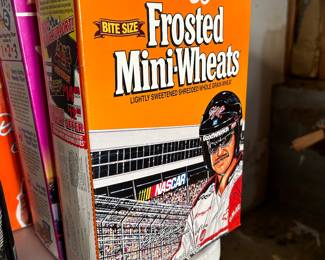 BITE SIZE
Frosted
Mini-Wheats
LIGHTLY SWEETENED SHREDDED WHOLE GRAIN WHEAT
NASCAR